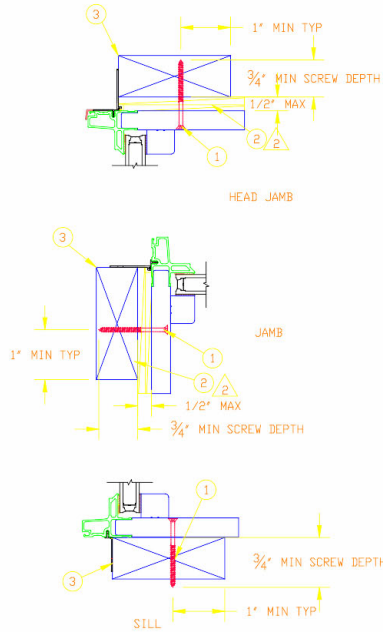 3
1" MIN TYP
3/4" MIN SCREW DEPTH
1/2" MAX
2 2
1
HEAD JAMB
3
1
JAMB
1" MIN TYP
2 2
1/2" MAX
3/4" MIN SCREW DEPTH
1
3/4" MIN SCREW DEPTH
3
1" MIN TYP
SILL